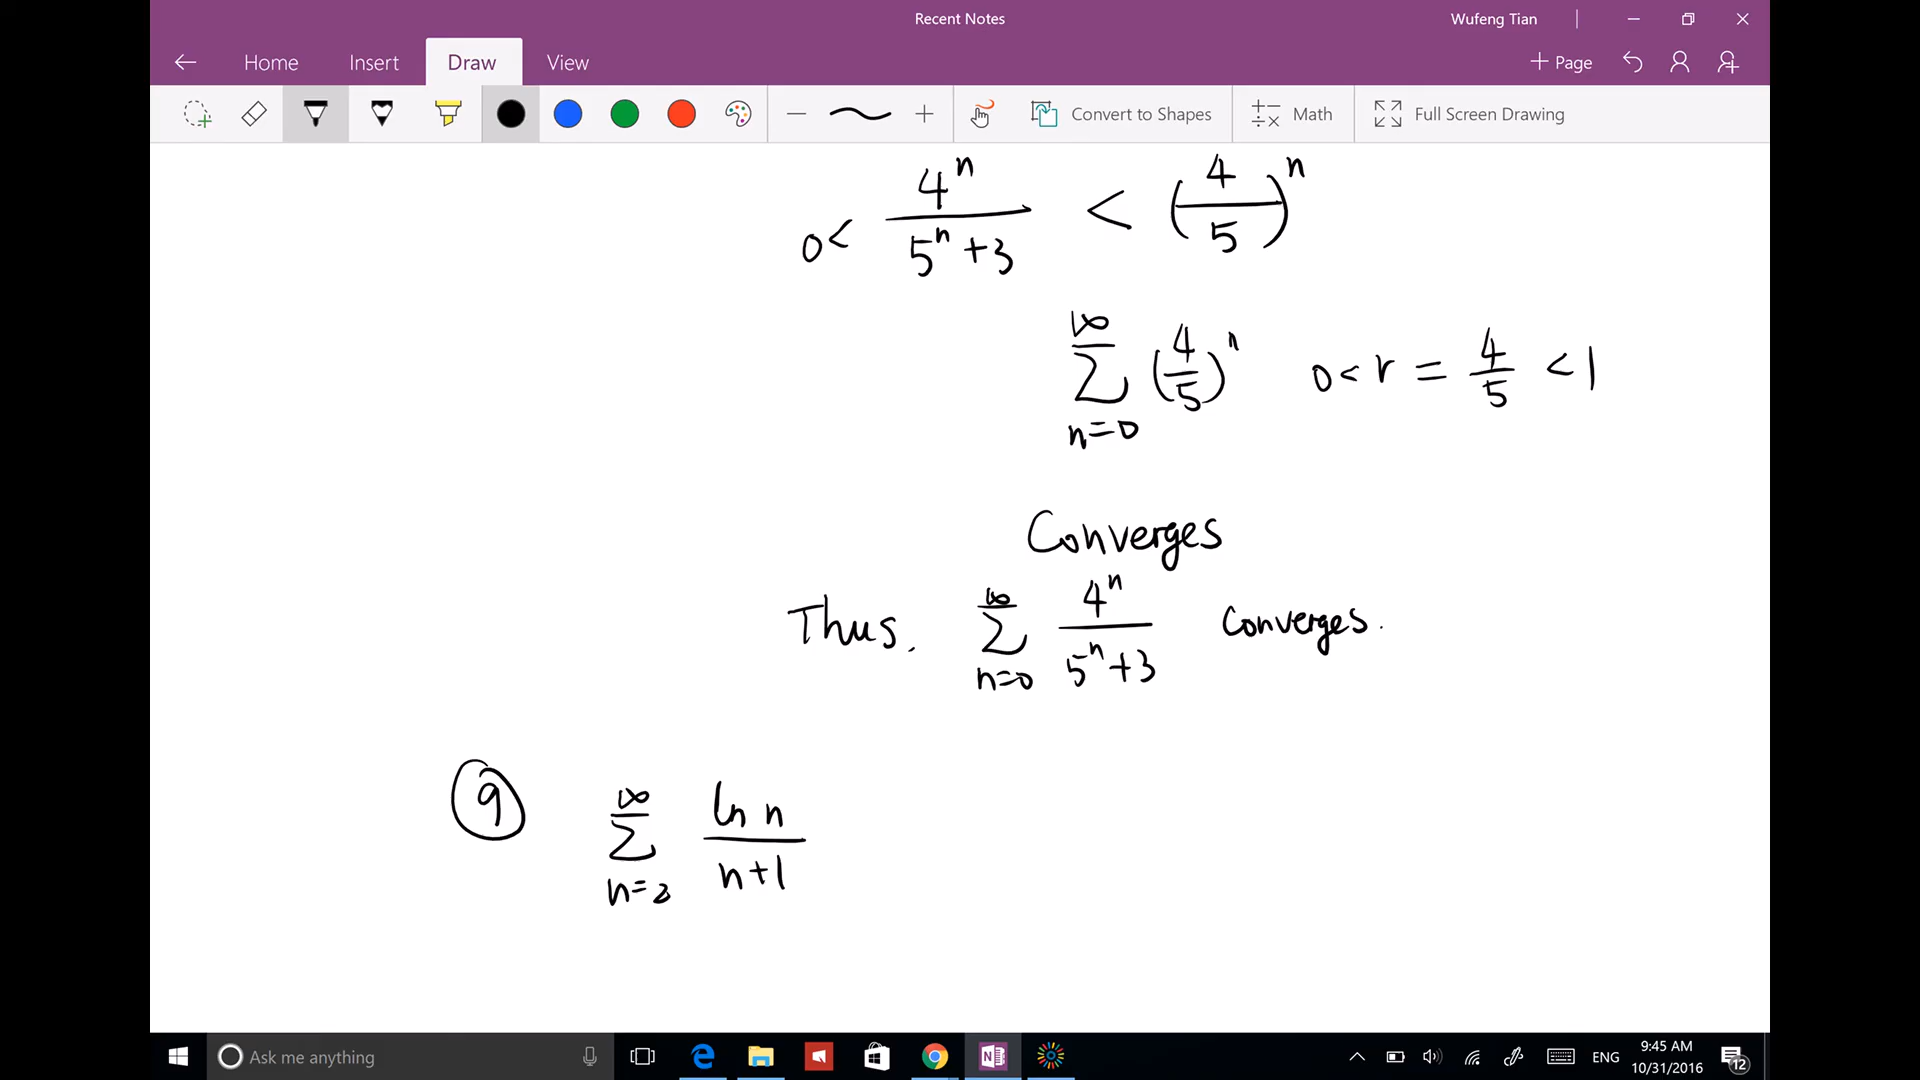 Recent Notes
Wufeng Tian
Home Insert Draw View
Page
Convert to Shapes Math Full Screen Drawing
0 < 4^n / (5^n + 3) < (4/5)^n
∞ ∑ n=0 (4/5)^n 0 < r = 4/5 < 1
Converges
Thus. ∞ ∑ n=0 4^n / (5^n + 3) Converges.
⑨ ∞ ∑ n=2 ln n / (n+1)
Ask me anything
ENG
9:45 AM
10/31/2016
12